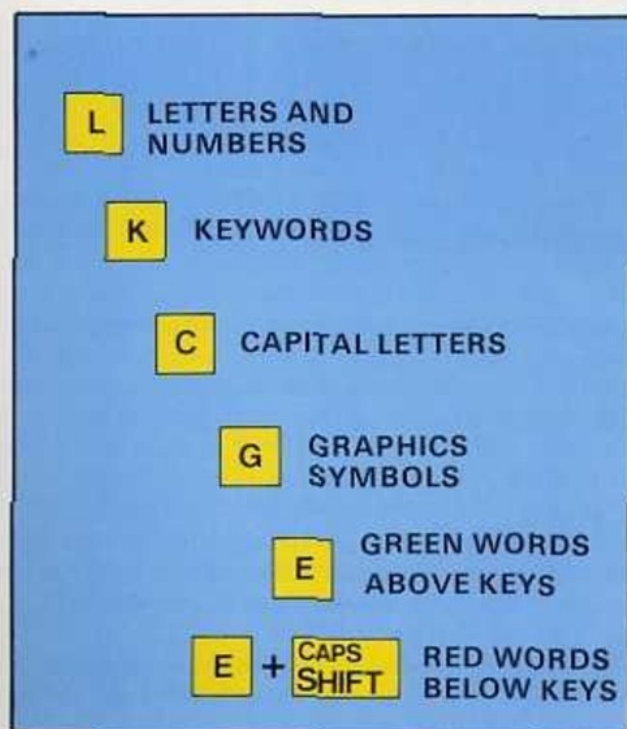 L LETTERS AND
NUMBERS
K KEYWORDS
C CAPITAL LETTERS
G GRAPHICS
SYMBOLS
E GREEN WORDS
ABOVE KEYS
E + CAPS SHIFT RED WORDS
BELOW KEYS